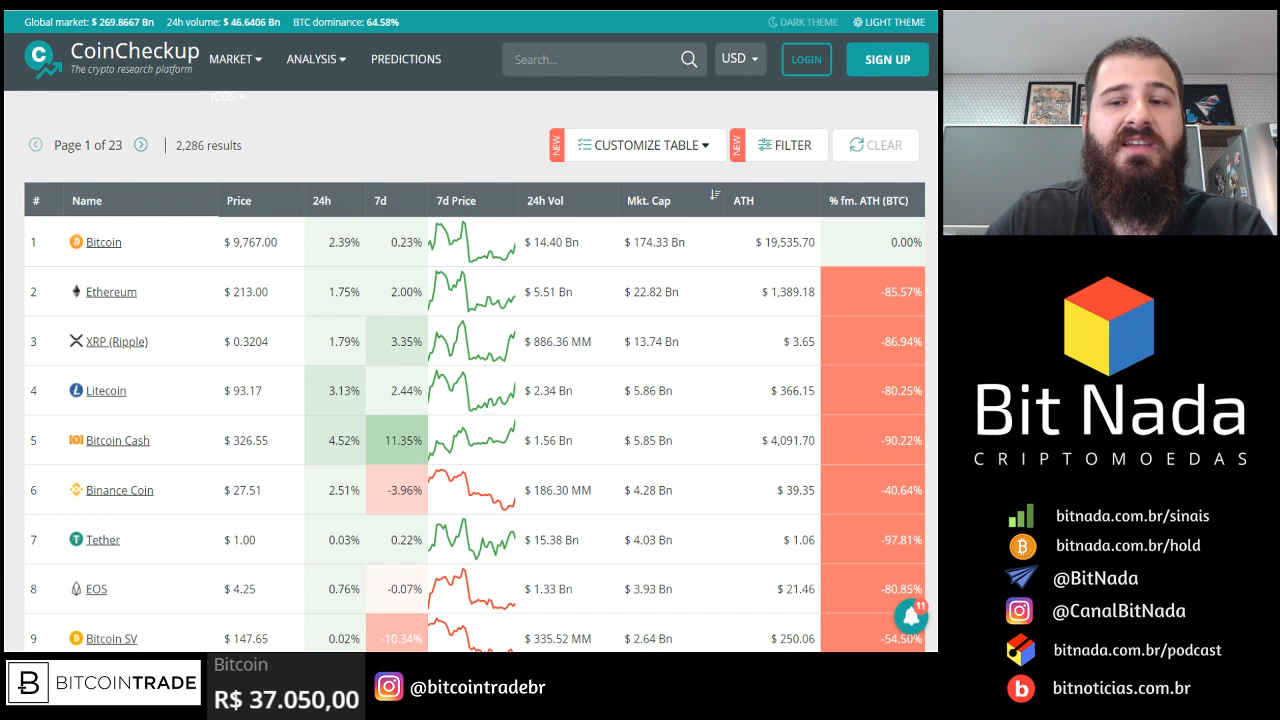 Global market: $ 269.8667 Bn 24h volume: $ 46.6406 Bn BTC dominance: 64.58% DARK THEME LIGHT THEME
C CoinCheckup
The crypto research platform
MARKET ANALYSIS PREDICTIONS Search... USD LOGIN SIGN UP
ICOS
Page 1 of 23 2,286 results NEW CUSTOMIZE TABLE NEW FILTER CLEAR
# Name Price 24h 7d 7d Price 24h Vol Mkt. Cap ATH % fm. ATH (BTC)
1 Bitcoin $ 9,767.00 2.39% 0.23% $ 14.40 Bn $ 174.33 Bn $ 19,535.70 0.00%
2 Ethereum $ 213.00 1.75% 2.00% $ 5.51 Bn $ 22.82 Bn $ 1,389.18 -85.57%
3 XRP (Ripple) $ 0.3204 1.79% 3.35% $ 886.36 MM $ 13.74 Bn $ 3.65 -86.94%
4 Litecoin $ 93.17 3.13% 2.44% $ 2.34 Bn $ 5.86 Bn $ 366.15 -80.25%
5 Bitcoin Cash $ 326.55 4.52% 11.35% $ 1.56 Bn $ 5.85 Bn $ 4,091.70 -90.22%
6 Binance Coin $ 27.51 2.51% -3.96% $ 186.30 MM $ 4.28 Bn $ 39.35 -40.64%
7 Tether $ 1.00 0.03% 0.22% $ 15.38 Bn $ 4.03 Bn $ 1.06 -97.81%
8 EOS $ 4.25 0.76% -0.07% $ 1.33 Bn $ 3.93 Bn $ 21.46 -80.85%
9 Bitcoin SV $ 147.65 0.02% -10.34% $ 335.52 MM $ 2.64 Bn $ 250.06 -54.50%
11
Bit Nada
CRIPTOMOEDAS
bitnada.com.br/sinais
bitnada.com.br/hold
@BitNada
@CanalBitNada
bitnada.com.br/podcast
bitnoticias.com.br
BITCOINTRADE
Bitcoin
R$ 37.050,00
@bitcointradebr